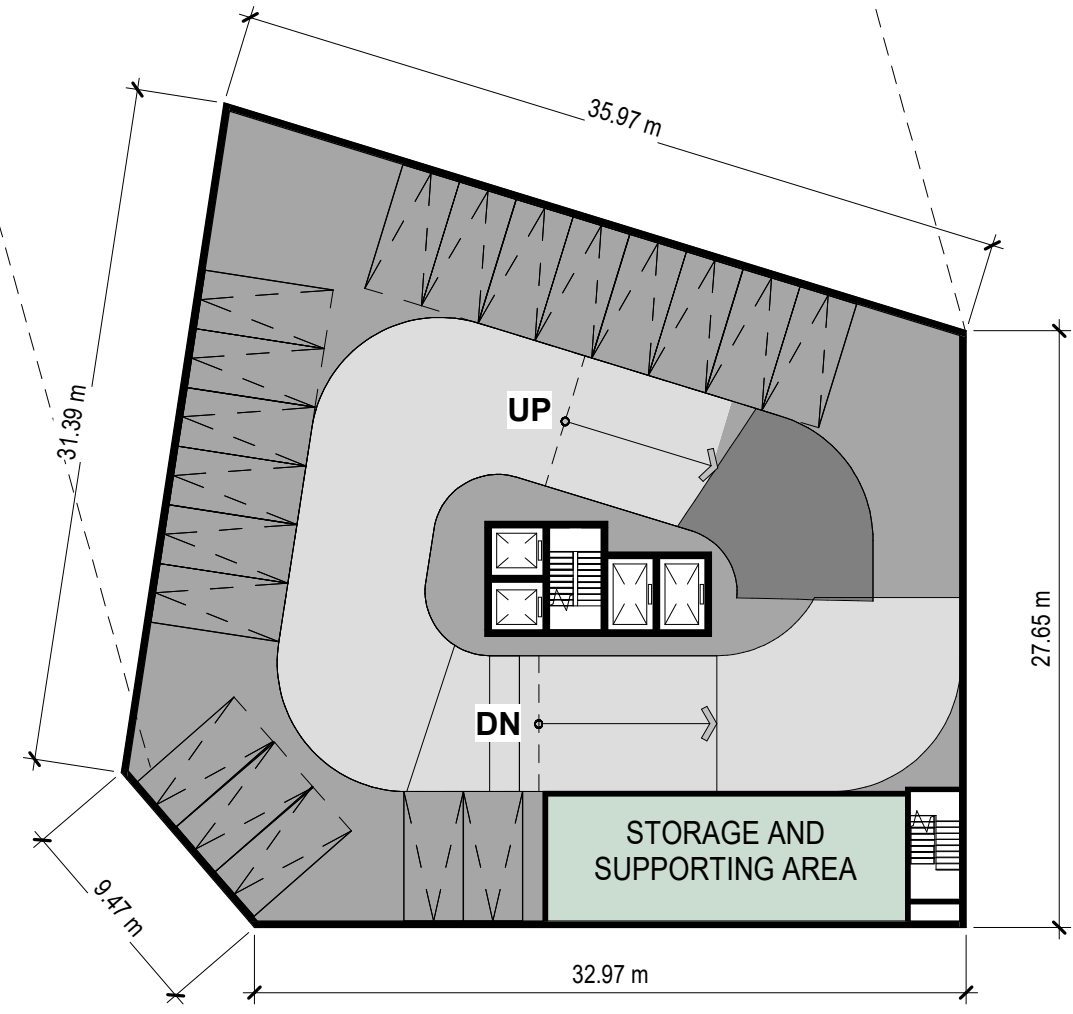 35.97 m
31.39 m
UP
27.65 m
DN
STORAGE AND
SUPPORTING AREA
9.47 m
32.97 m